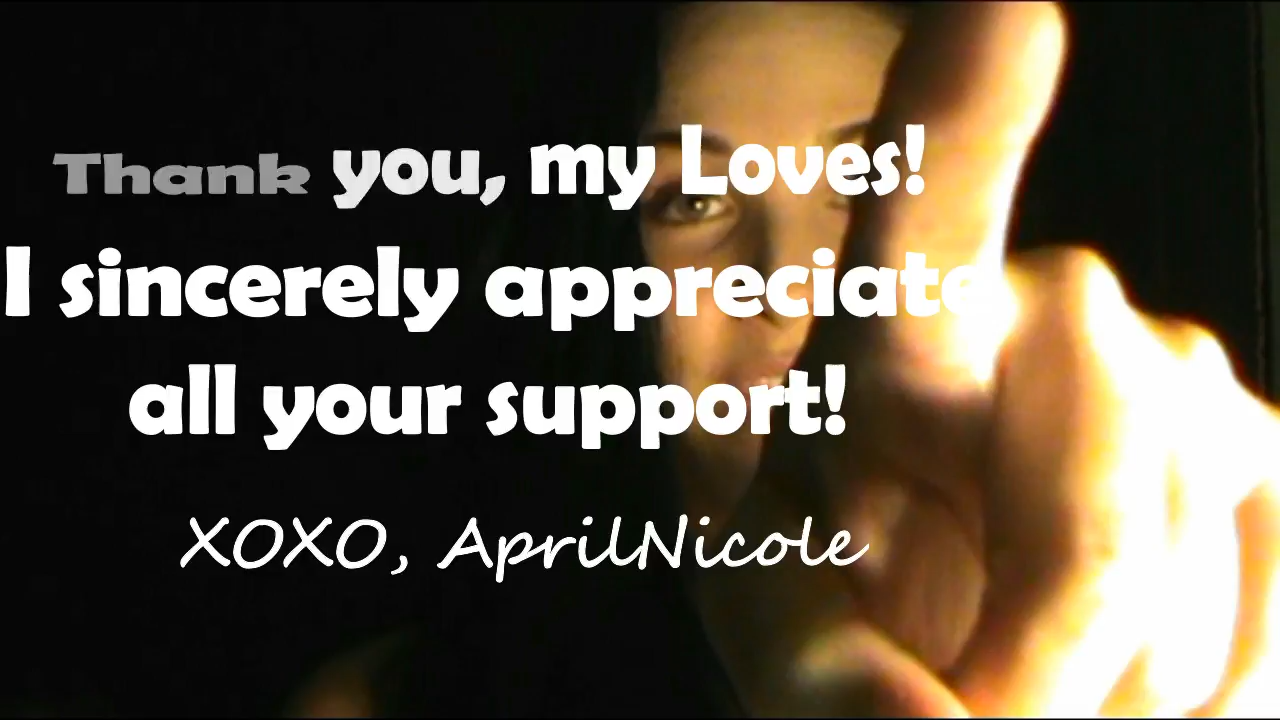 Thank you, my Loves!
I sincerely appreciate
all your support!
XOXO, AprilNicole